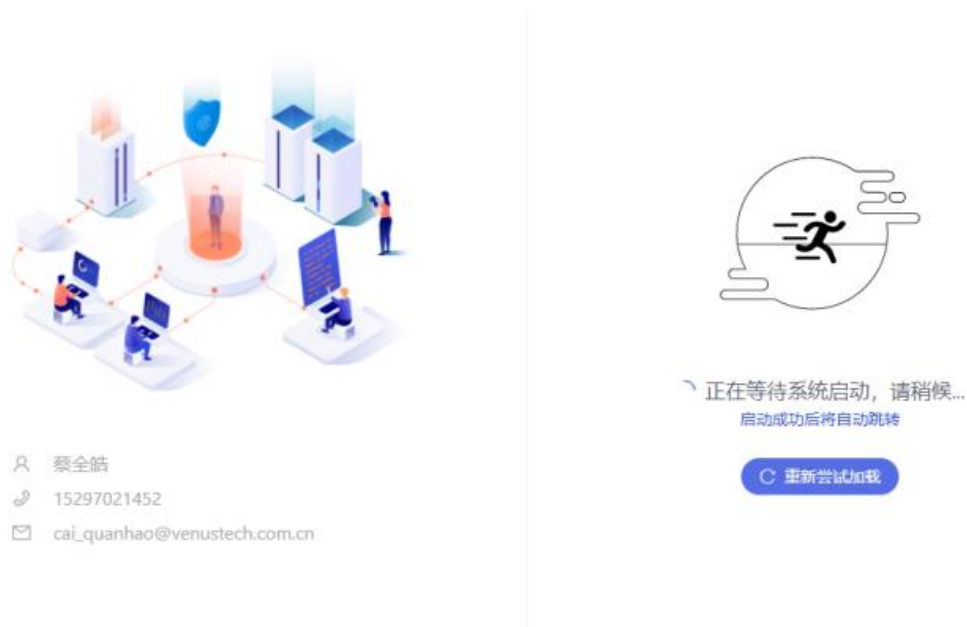 蔡全皓
15297021452
cai_quanhao@venustech.com.cn
正在等待系统启动，请稍候...
启动成功后将自动跳转
重新尝试加载